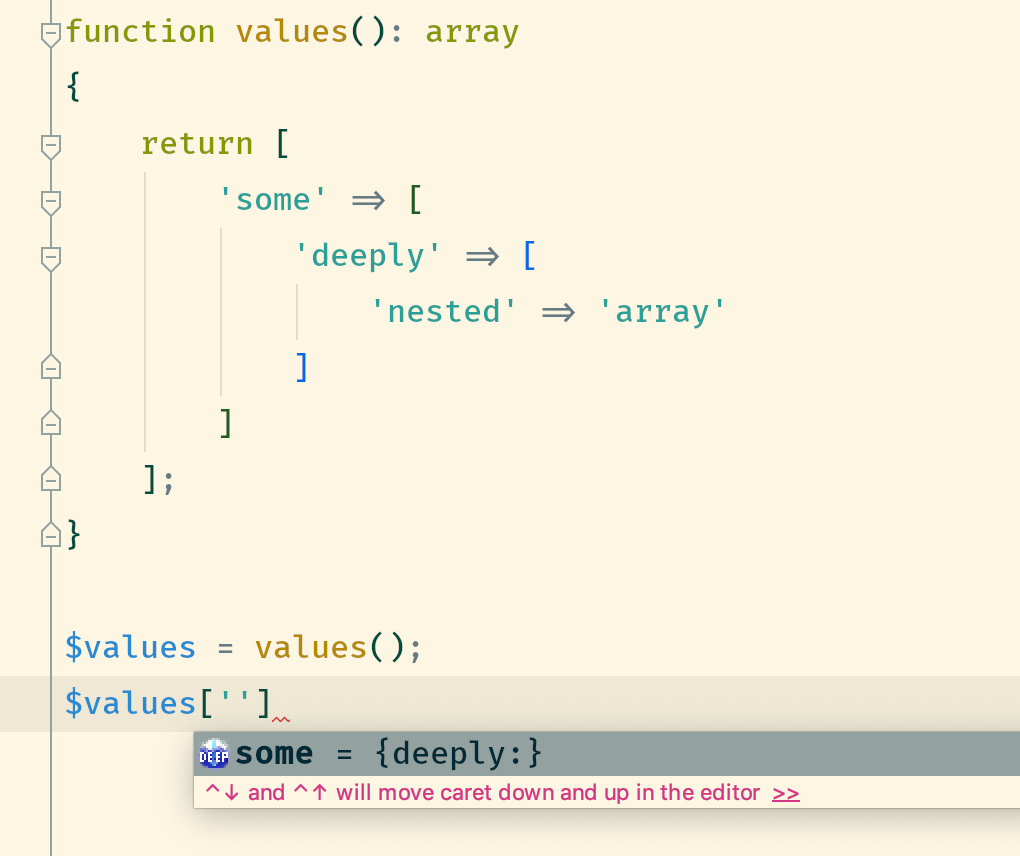 function values(): array
{
    return [
        'some' => [
            'deeply' => [
                'nested' => 'array'
            ]
        ]
    ];
}

$values = values();
$values['']
DEEP some = {deeply:}
^↓ and ^↑ will move caret down and up in the editor >>